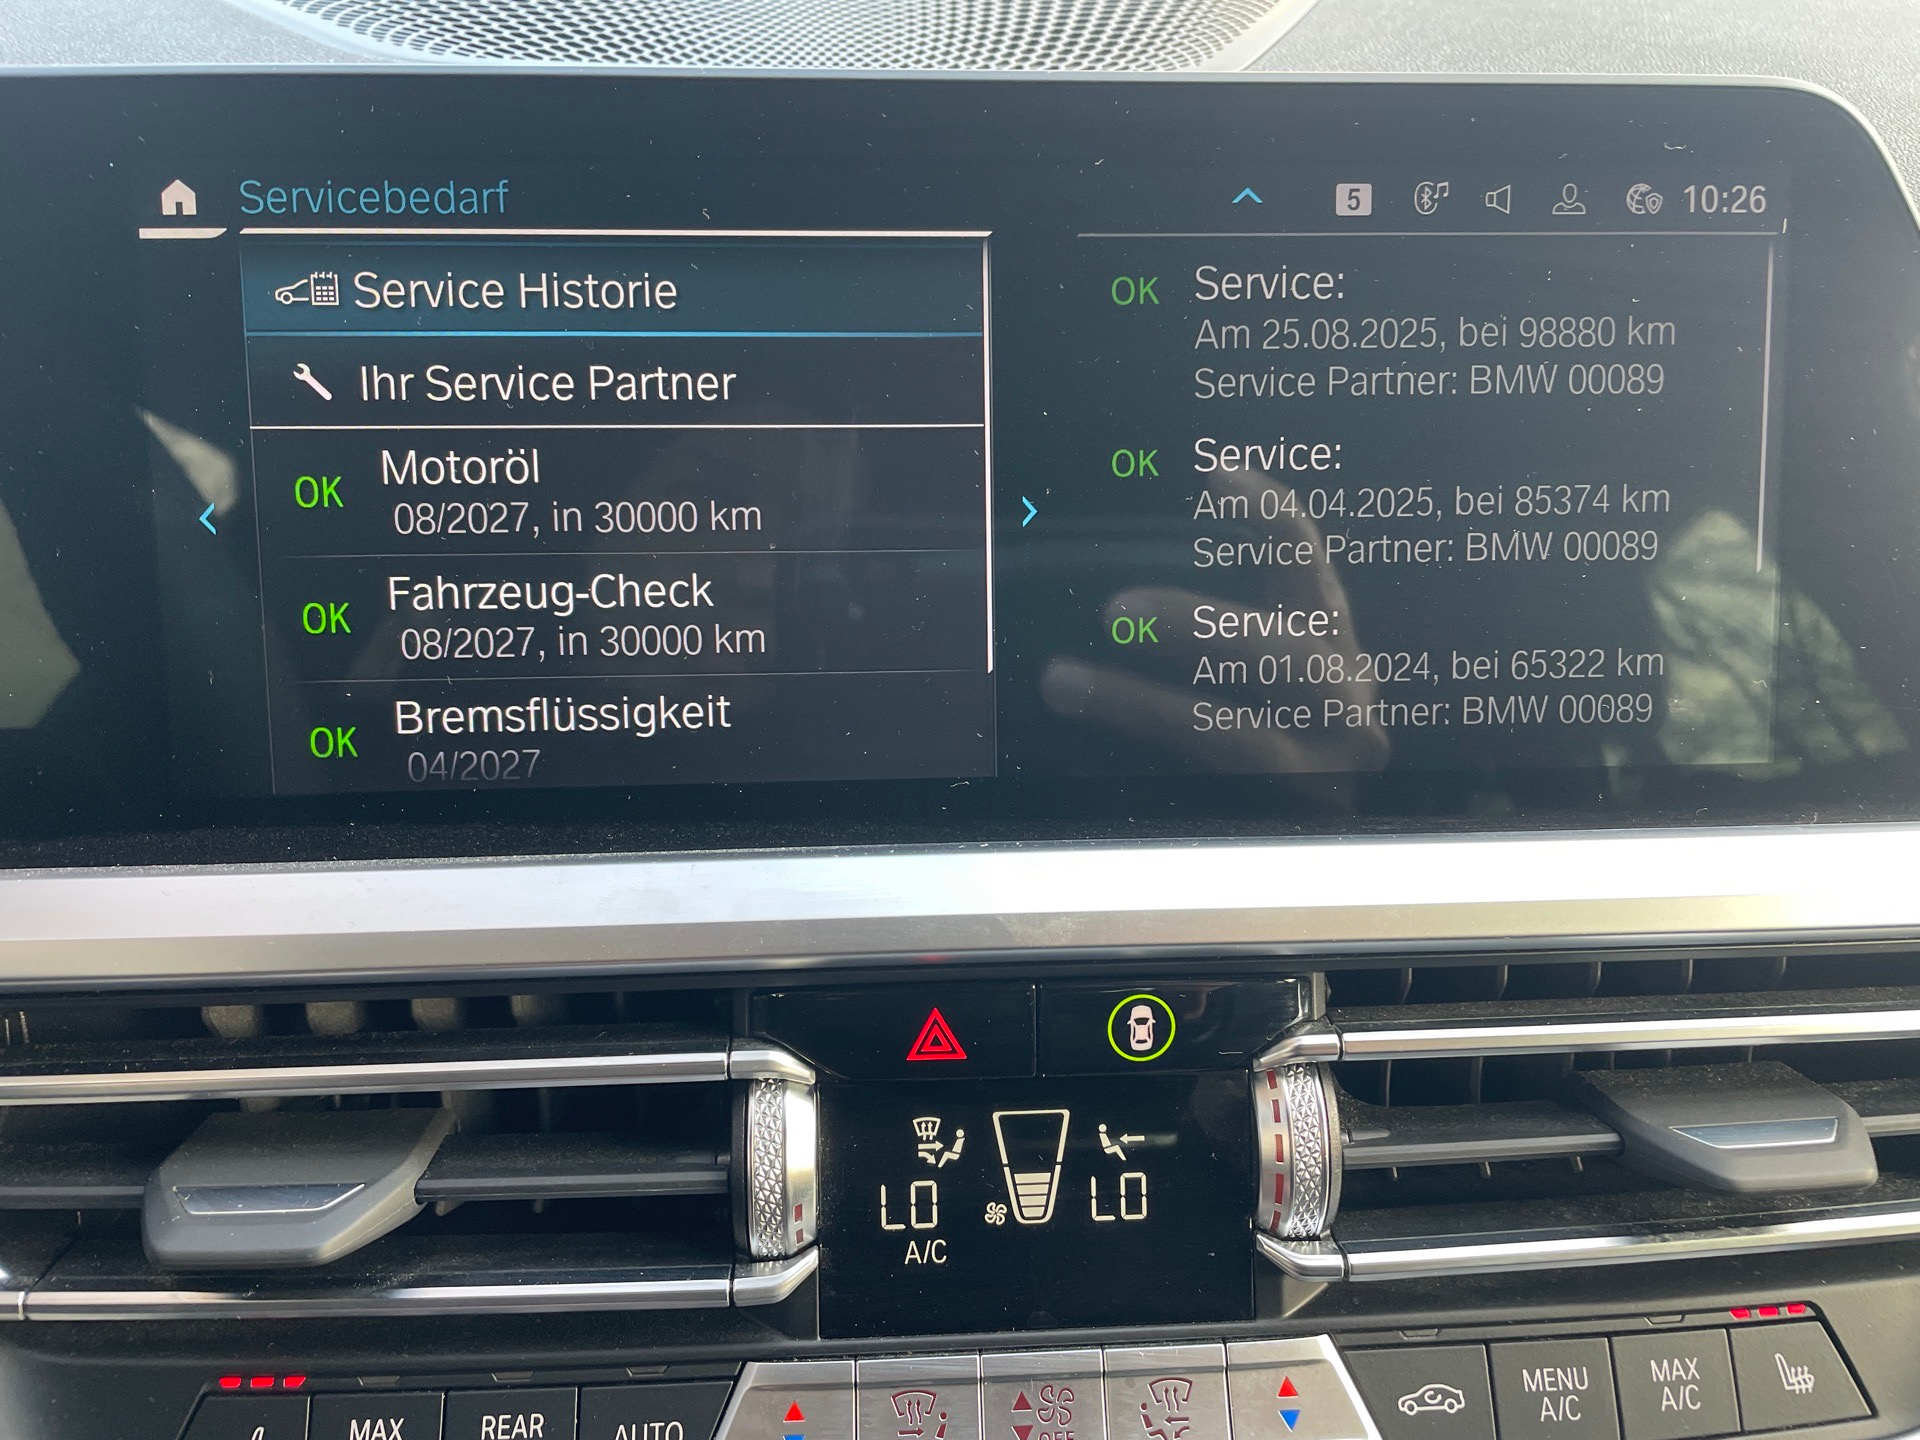 Servicebedarf
5
10:26
Service Historie
Ihr Service Partner
OK Motoröl
08/2027, in 30000 km
OK Fahrzeug-Check
08/2027, in 30000 km
OK Bremsflüssigkeit
04/2027
OK Service:
Am 25.08.2025, bei 98880 km
Service Partner: BMW 00089
OK Service:
Am 04.04.2025, bei 85374 km
Service Partner: BMW 00089
OK Service:
Am 01.08.2024, bei 65322 km
Service Partner: BMW 00089
LO LO
A/C
MAX
REAR
AUTO
OFF
MENU
A/C
MAX
A/C